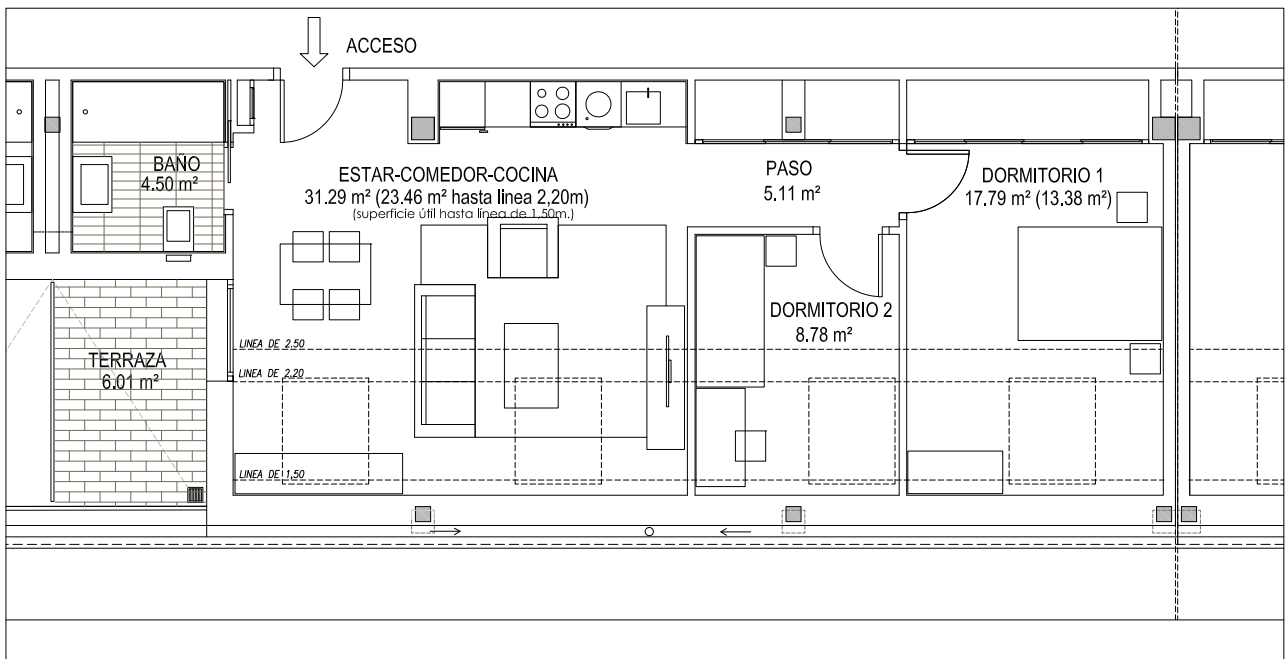 ACCESO
BAÑO
4.50 m²
ESTAR-COMEDOR-COCINA
31.29 m² (23.46 m² hasta linea 2,20m)
(superficie útil hasta línea de 1,50m.)
PASO
5.11 m²
DORMITORIO 1
17.79 m² (13.38 m²)
DORMITORIO 2
8.78 m²
TERRAZA
6.01 m²
LINEA DE 2,50
LINEA DE 2,20
LINEA DE 1,50